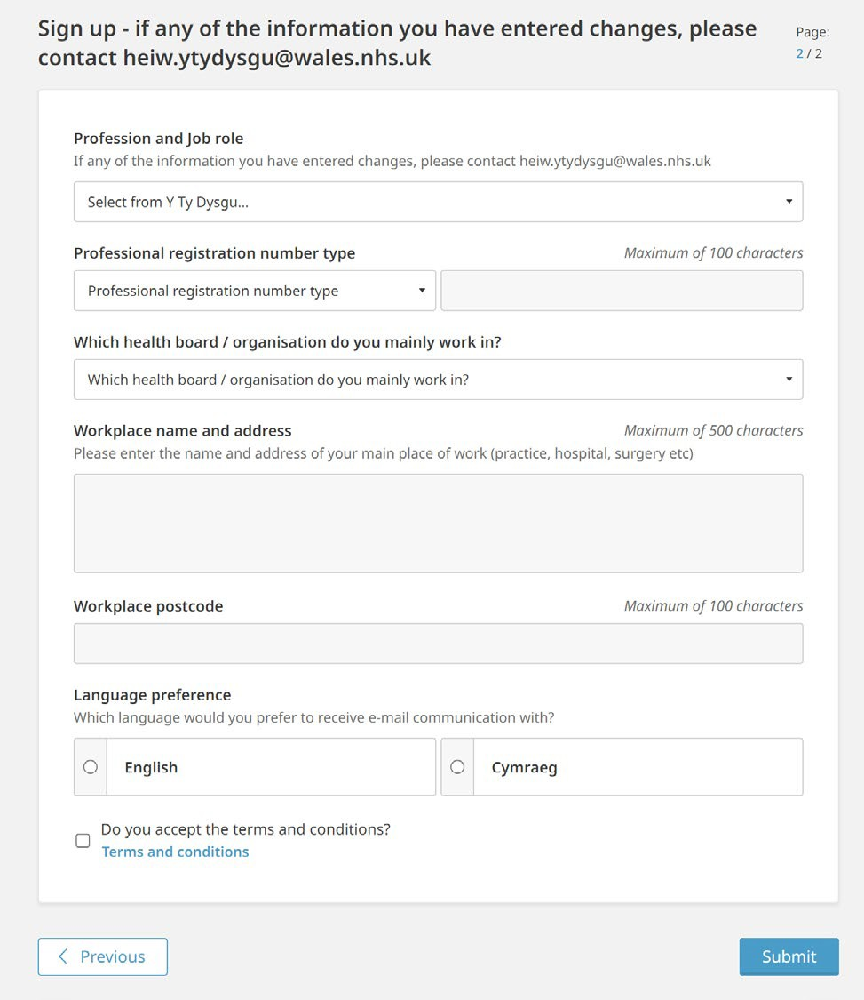 Sign up - if any of the information you have entered changes, please
contact heiw.ytydysgu@wales.nhs.uk
Page:
2 / 2
Profession and Job role
If any of the information you have entered changes, please contact heiw.ytydysgu@wales.nhs.uk
Select from Y Ty Dysgu...
Professional registration number type
Maximum of 100 characters
Professional registration number type
Which health board / organisation do you mainly work in?
Which health board / organisation do you mainly work in?
Workplace name and address
Maximum of 500 characters
Please enter the name and address of your main place of work (practice, hospital, surgery etc)
Workplace postcode
Maximum of 100 characters
Language preference
Which language would you prefer to receive e-mail communication with?
English
Cymraeg
Do you accept the terms and conditions?
Terms and conditions
Previous
Submit